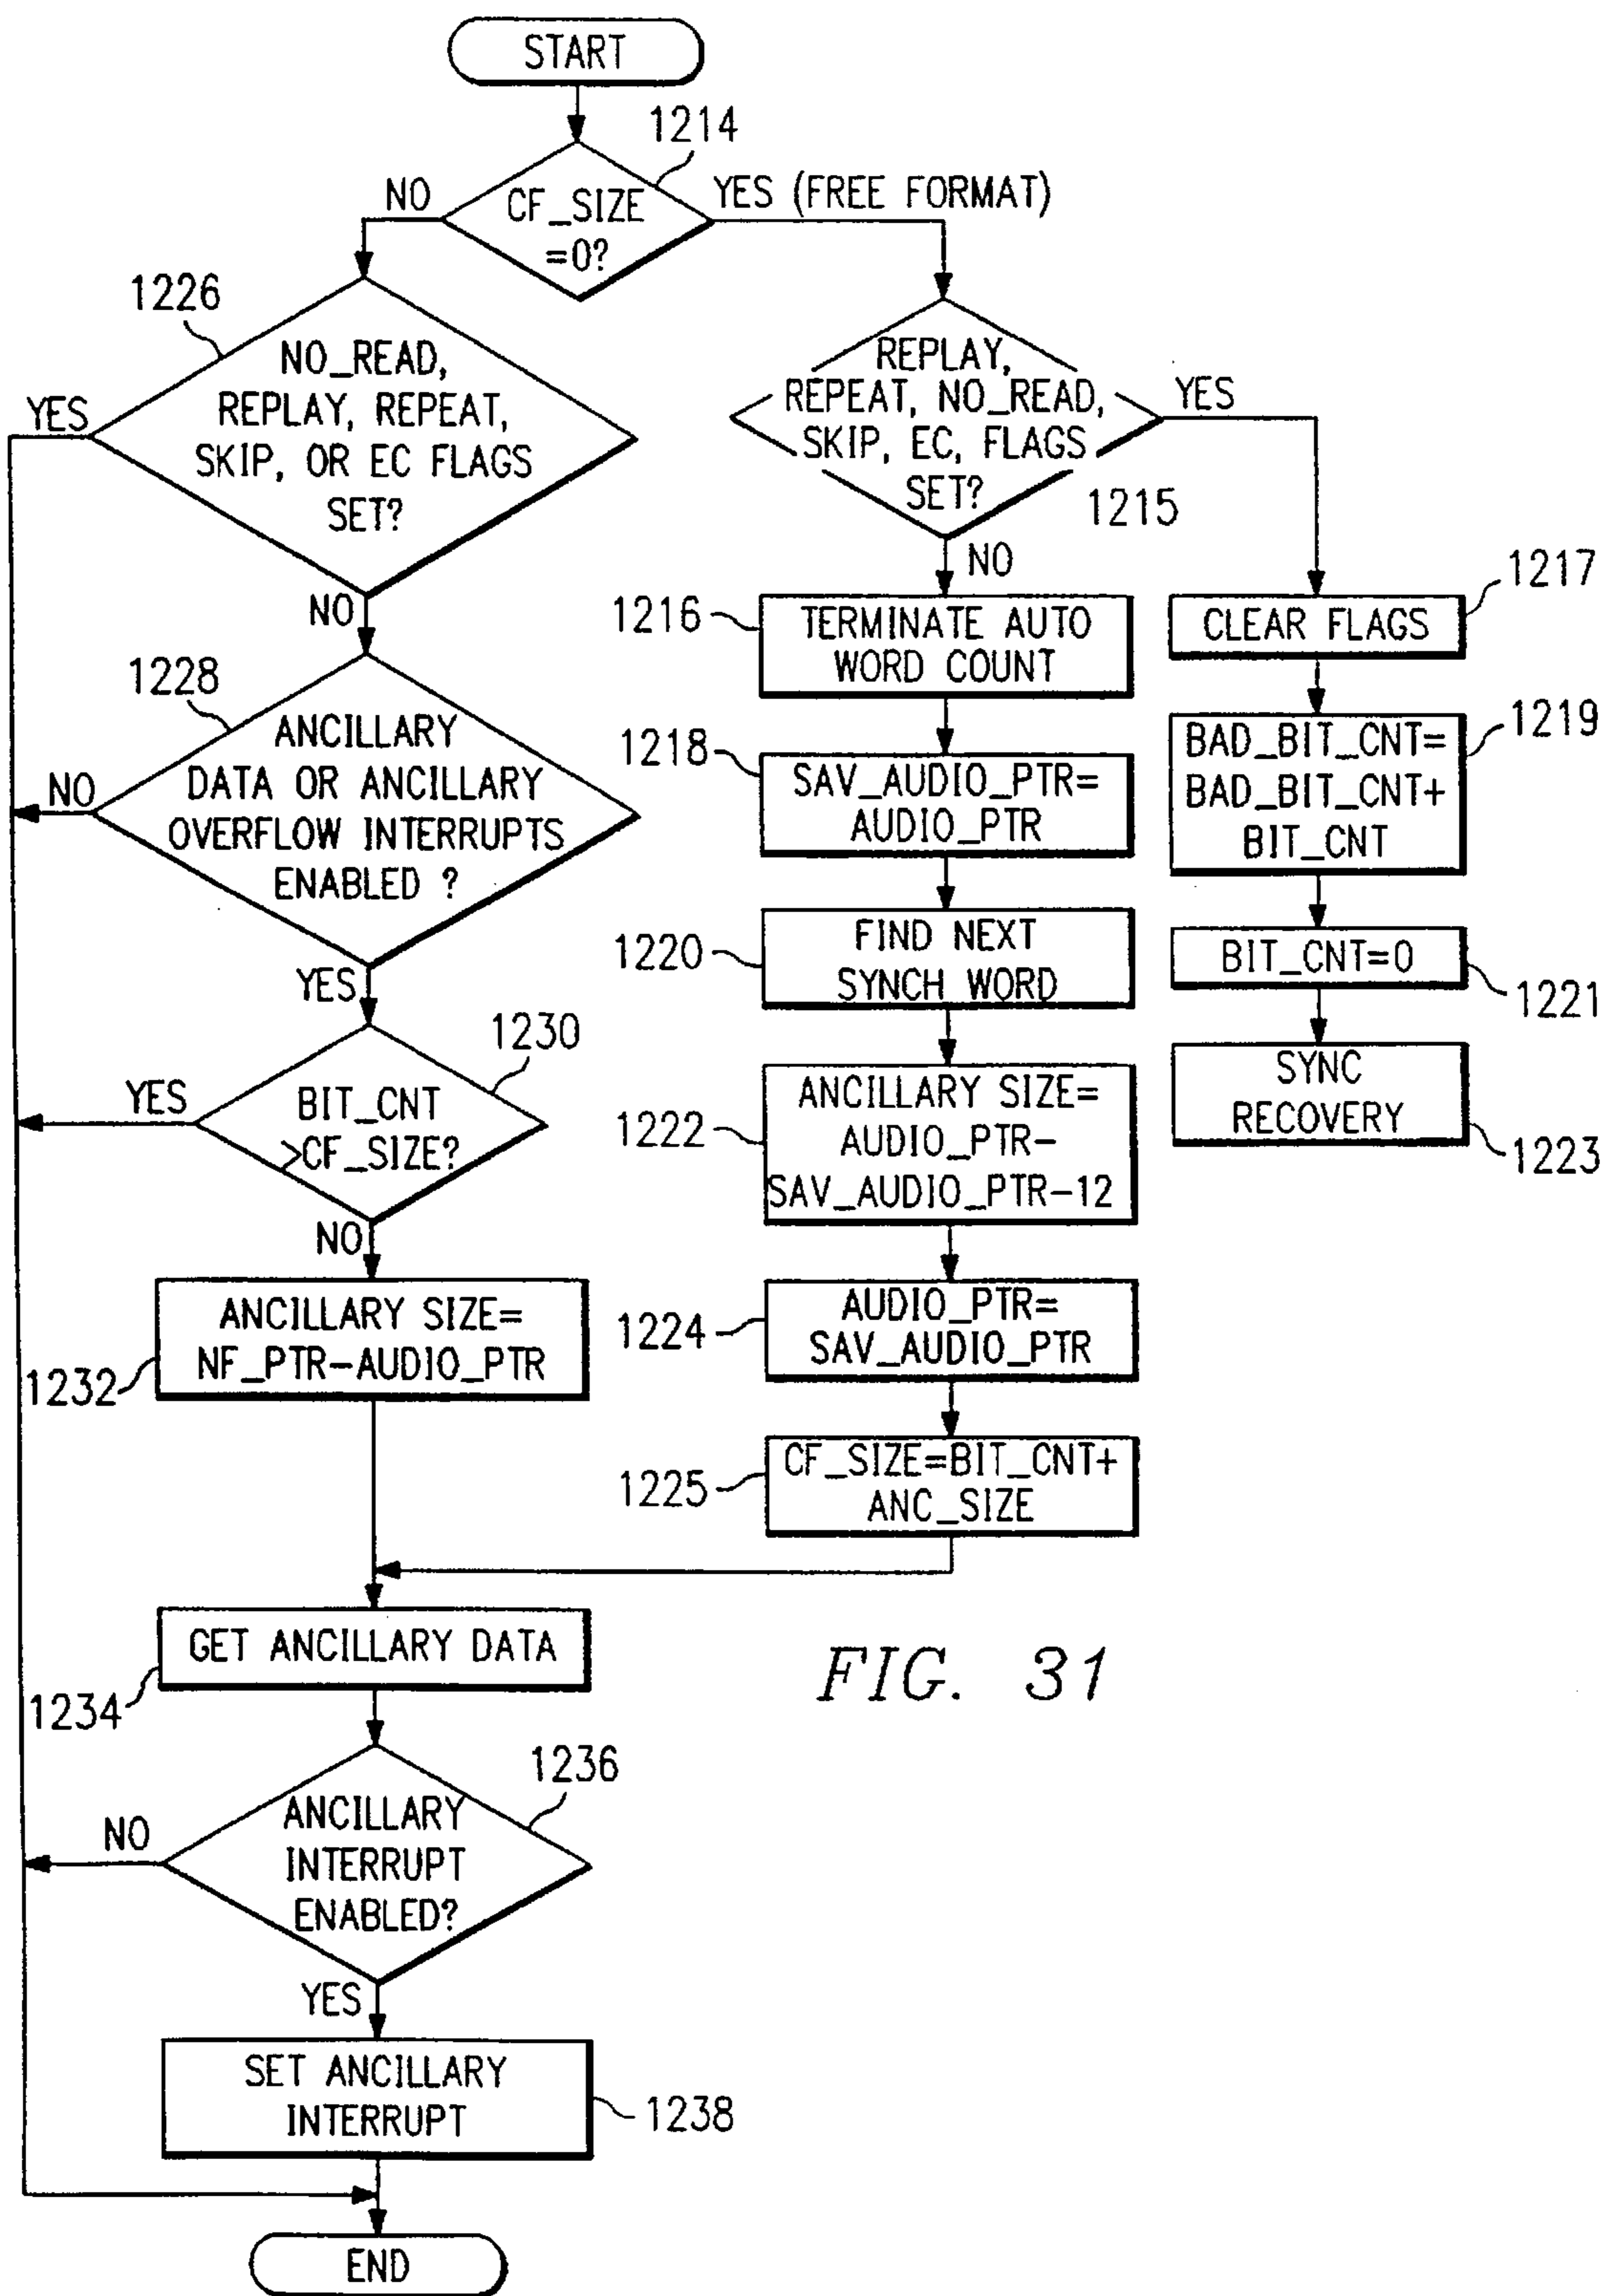 START
1214
NO
YES (FREE FORMAT)
CF_SIZE
=0?
1226
NO_READ,
REPLAY, REPEAT,
SKIP, OR EC FLAGS
SET?
YES
NO
REPLAY,
REPEAT, NO_READ,
SKIP, EC, FLAGS
SET?
YES
1215
NO
1216
TERMINATE AUTO
WORD COUNT
1217
CLEAR FLAGS
1228
ANCILLARY
DATA OR ANCILLARY
OVERFLOW INTERRUPTS
ENABLED ?
NO
YES
1218
SAV_AUDIO_PTR=
AUDIO_PTR
1219
BAD_BIT_CNT=
BAD_BIT_CNT+
BIT_CNT
1220
FIND NEXT
SYNCH WORD
BIT_CNT=0
1221
1230
BIT_CNT
>CF_SIZE?
YES
NO
1222
ANCILLARY SIZE=
AUDIO_PTR-
SAV_AUDIO_PTR-12
SYNC
RECOVERY
1223
ANCILLARY SIZE=
NF_PTR-AUDIO_PTR
1232
1224
AUDIO_PTR=
SAV_AUDIO_PTR
1225
CF_SIZE=BIT_CNT+
ANC_SIZE
GET ANCILLARY DATA
1234
FIG. 31
1236
ANCILLARY
INTERRUPT
ENABLED?
NO
YES
SET ANCILLARY
INTERRUPT
1238
END